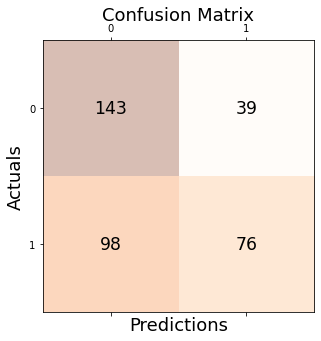 Confusion Matrix
0 1
0 143 39
Actuals
1 98 76
Predictions